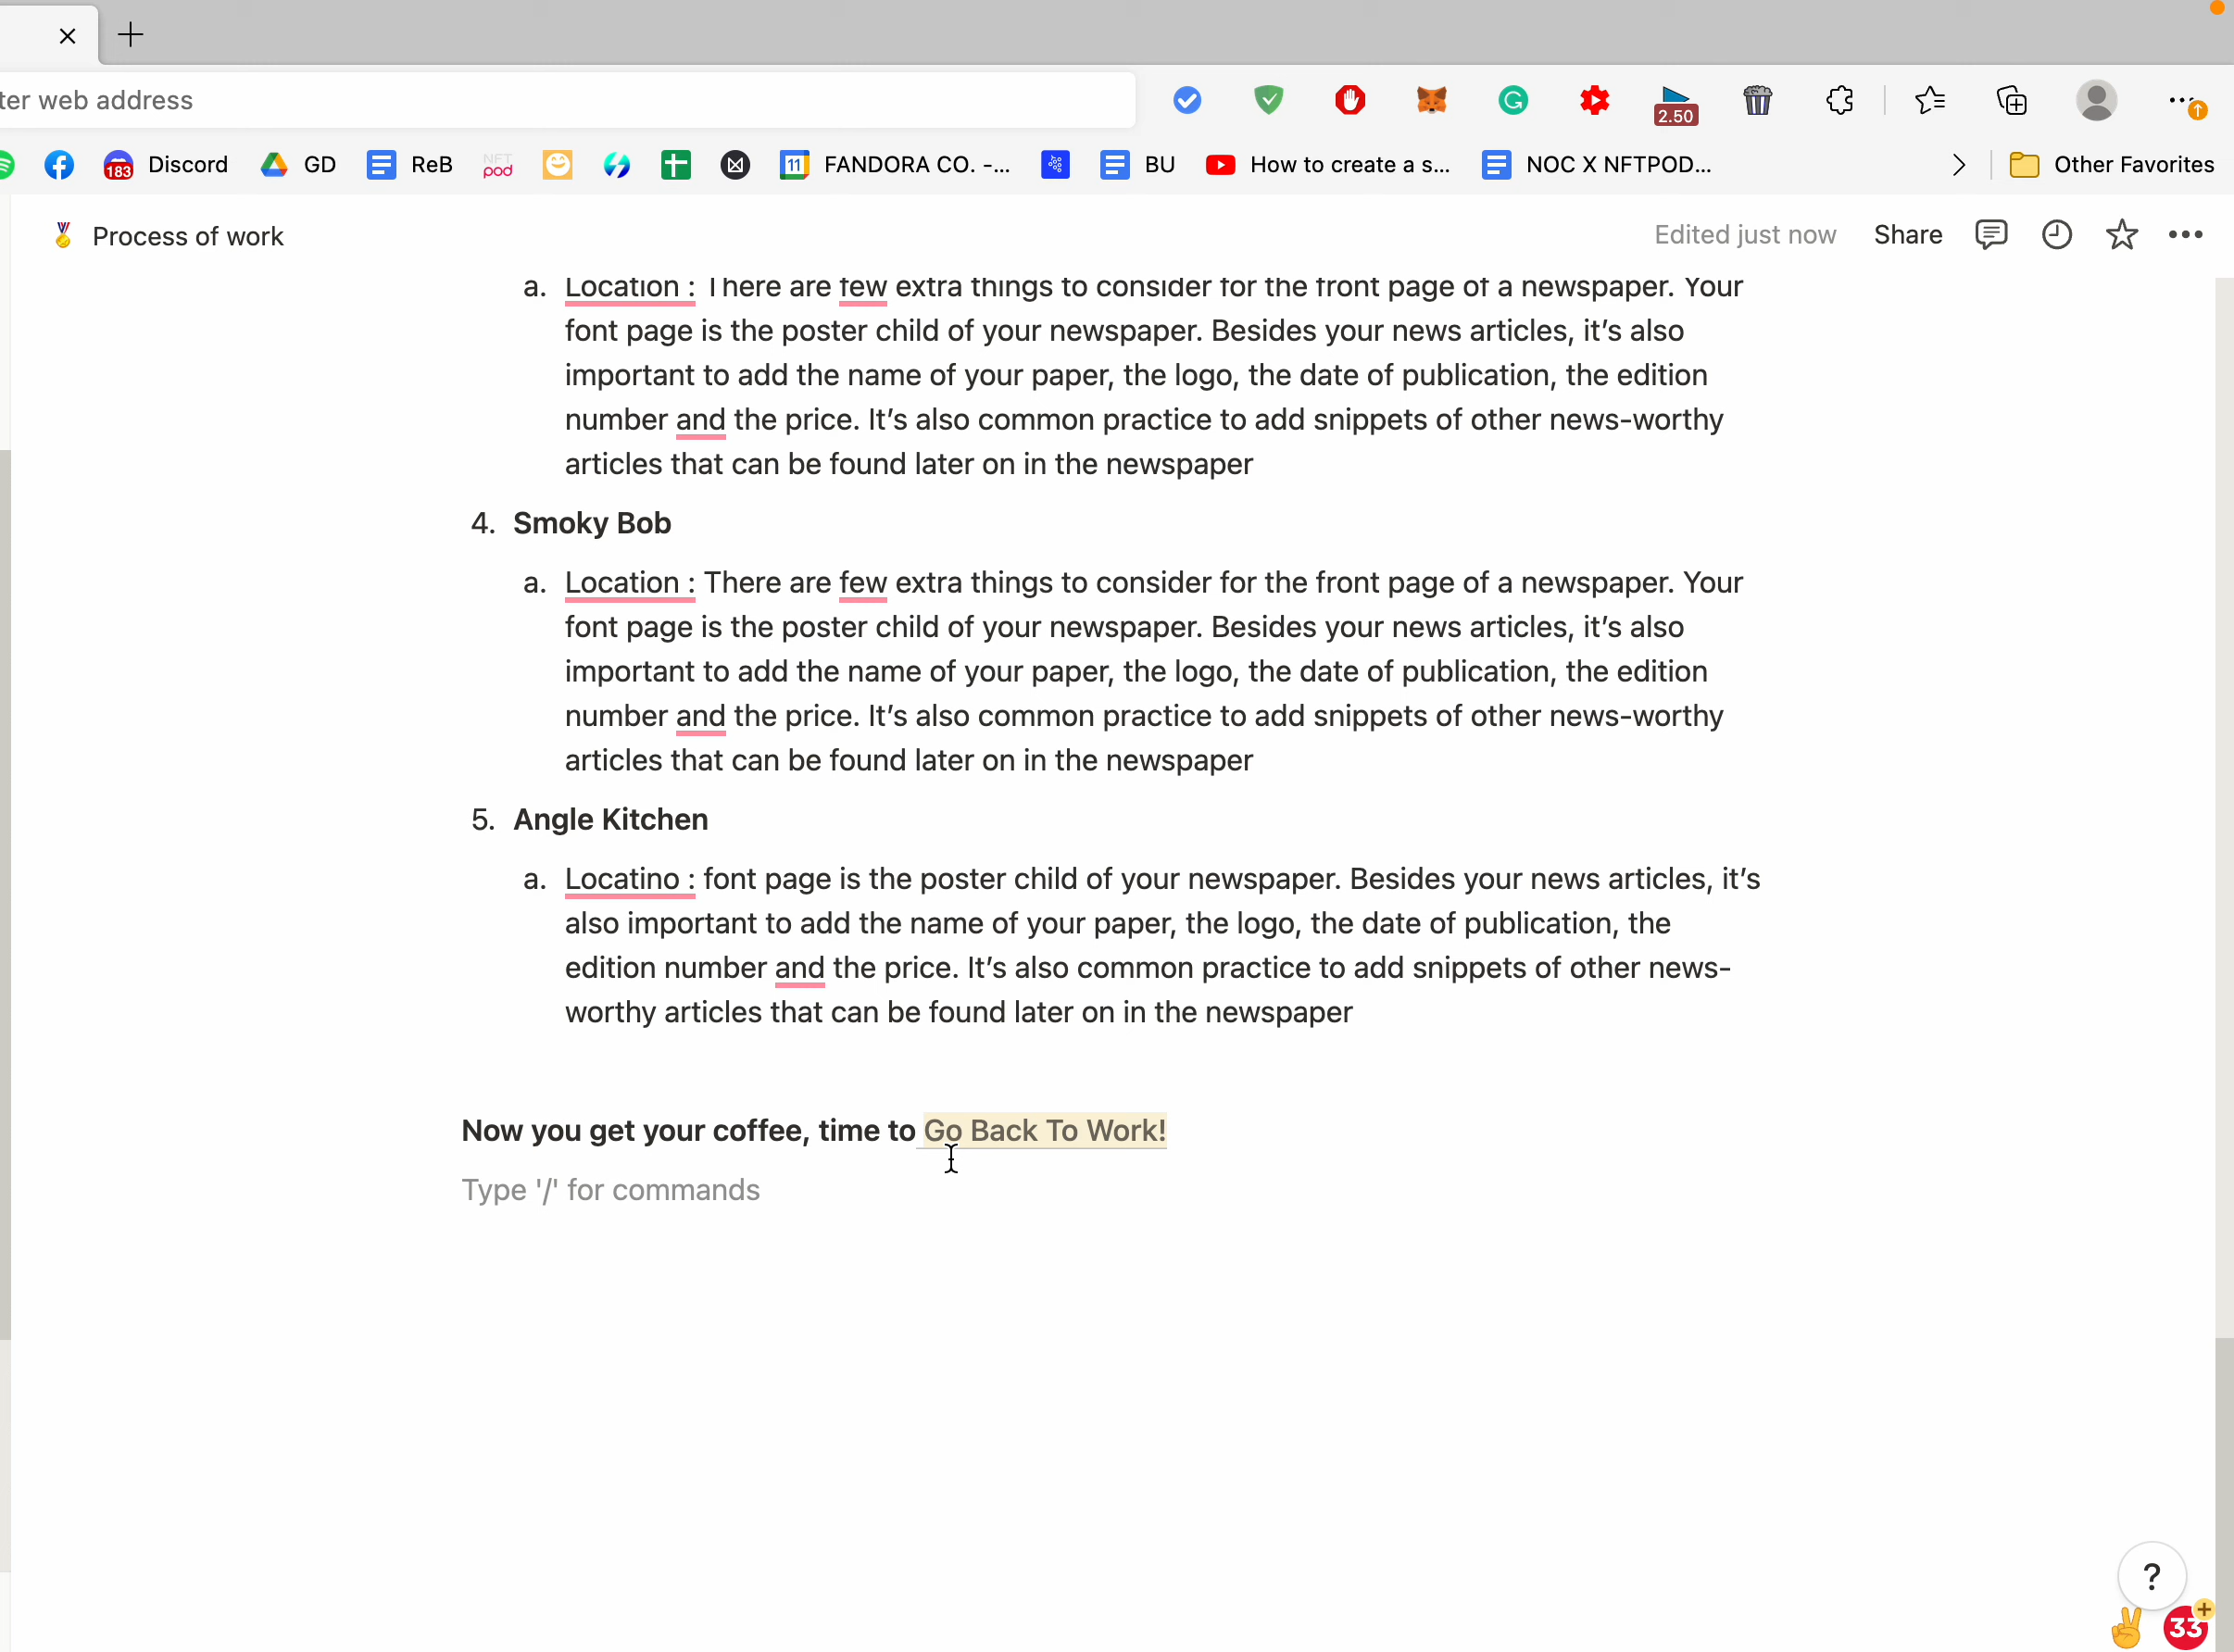 ter web address
2.50
183 Discord
GD
ReB
NFT pod
11 FANDORA CO. -...
BU
How to create a s...
NOC X NFTPOD...
Other Favorites
Process of work
Edited just now
Share
a. Location : There are few extra things to consider for the front page of a newspaper. Your
font page is the poster child of your newspaper. Besides your news articles, it's also
important to add the name of your paper, the logo, the date of publication, the edition
number and the price. It's also common practice to add snippets of other news-worthy
articles that can be found later on in the newspaper
4. Smoky Bob
a. Location : There are few extra things to consider for the front page of a newspaper. Your
font page is the poster child of your newspaper. Besides your news articles, it's also
important to add the name of your paper, the logo, the date of publication, the edition
number and the price. It's also common practice to add snippets of other news-worthy
articles that can be found later on in the newspaper
5. Angle Kitchen
a. Locatino : font page is the poster child of your newspaper. Besides your news articles, it's
also important to add the name of your paper, the logo, the date of publication, the
edition number and the price. It's also common practice to add snippets of other news-
worthy articles that can be found later on in the newspaper
Now you get your coffee, time to Go Back To Work!
Type '/' for commands
?
33